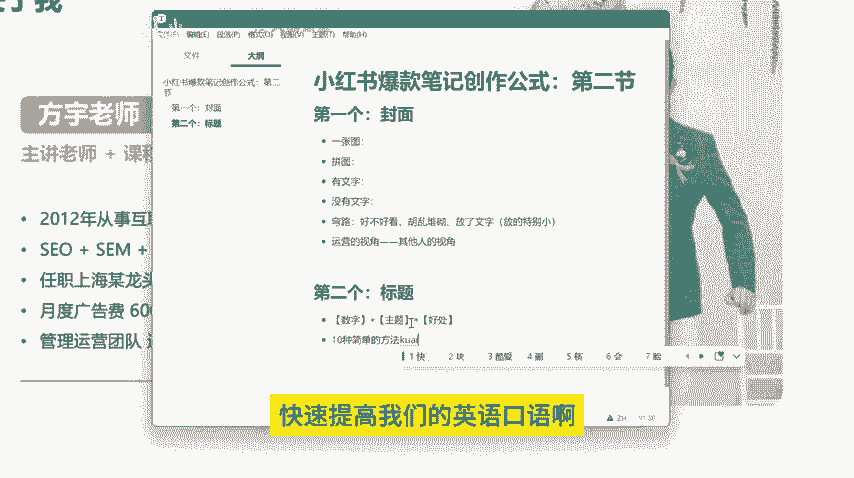 方宇老师
主讲老师 + 课程
2012年从事互联
SEO + SEM +
任职上海某龙头
月度广告费 600
管理运营团队
编辑(E) 段落(P) 格式(O) 视图(V) 主题(T) 帮助(H)
文件 大纲
小红书爆款笔记创作公式：第二
节
第一个：封面
第二个：标题
小红书爆款笔记创作公式：第二节
第一个：封面
一张图：
拼图：
有文字：
没有文字：
弯路：好不好看、胡乱堆砌、放了文字（放的特别小）
运营的视角——其他人的视角
第二个：标题
【数字】+【主题】+【好处】
10种简单的方法kuai
1 快 2 块 3 酷爱 4 蒯 5 筷 6 会 7 脍
快速提高我们的英语口语啊